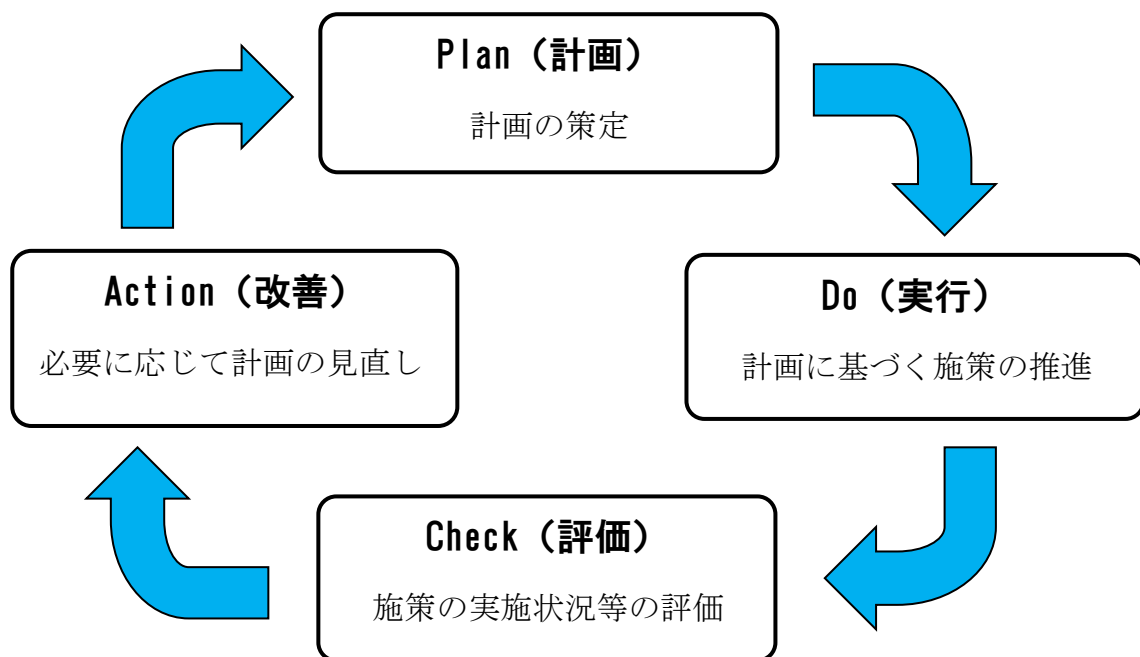 Plan（計画）
計画の策定
Do（実行）
計画に基づく施策の推進
Check（評価）
施策の実施状況等の評価
Action（改善）
必要に応じて計画の見直し